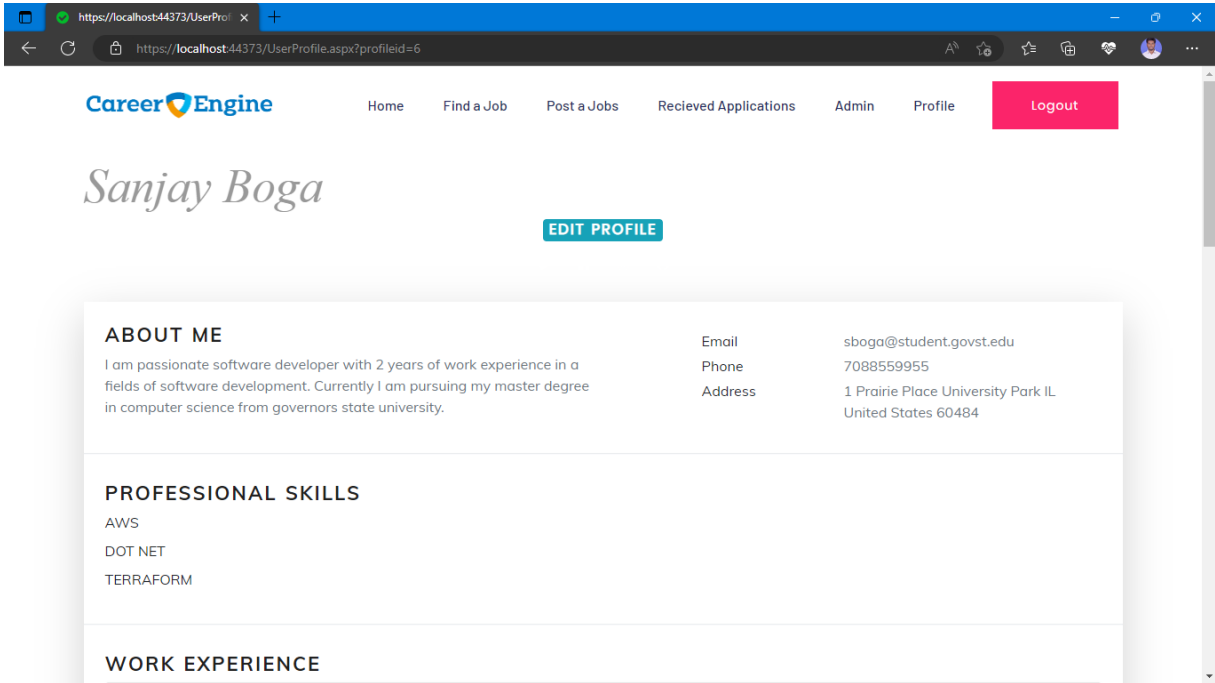 https://localhost:44373/UserProf
https://localhost:44373/UserProfile.aspx?profileid=6
Career Engine
Home Find a Job Post a Jobs Recieved Applications Admin Profile Logout
Sanjay Boga
EDIT PROFILE
ABOUT ME
I am passionate software developer with 2 years of work experience in a
fields of software development. Currently I am pursuing my master degree
in computer science from governors state university.
Email sboga@student.govst.edu
Phone 7088559955
Address 1 Prairie Place University Park IL
United States 60484
PROFESSIONAL SKILLS
AWS
DOT NET
TERRAFORM
WORK EXPERIENCE